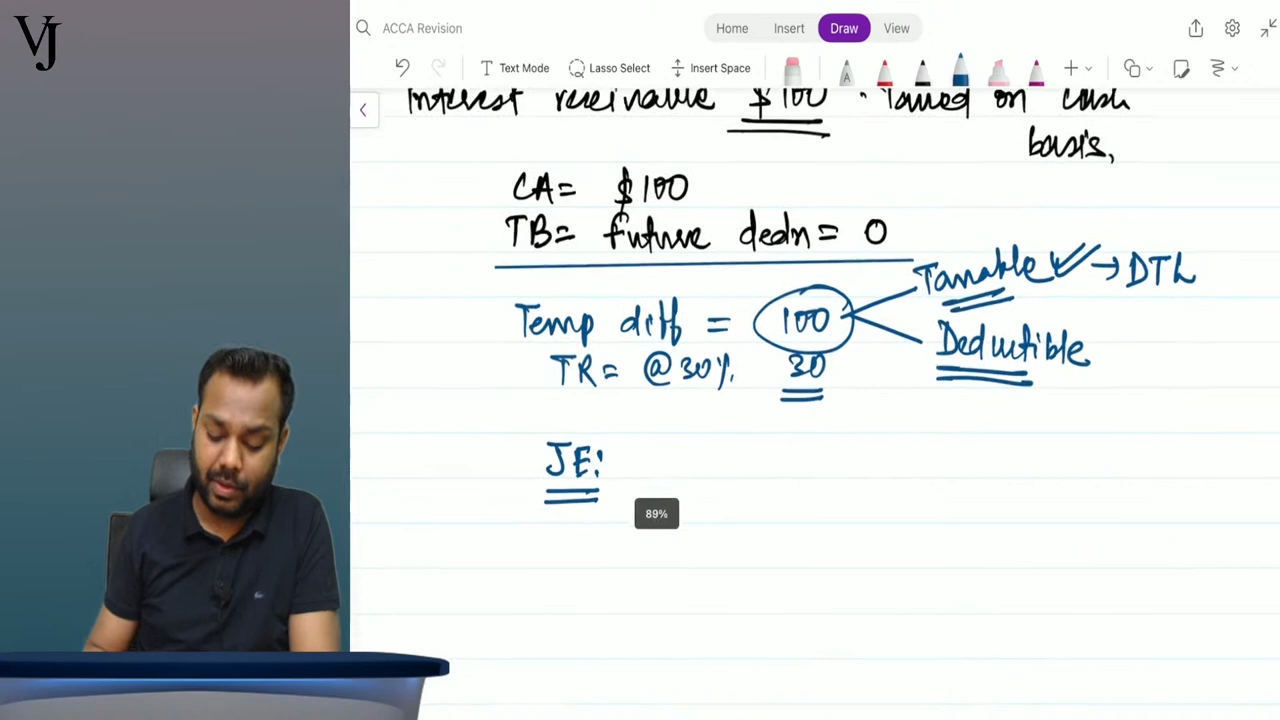 VJ
ACCA Revision
Home Insert Draw View
Text Mode Lasso Select Insert Space
Interest receivable $100 . Taxed on cash
basis,
CA = $100
TB = future dedn = 0
Temp diff = 100
Taxable → DTL
Deductible
TR = @30% 30
JE:
89%